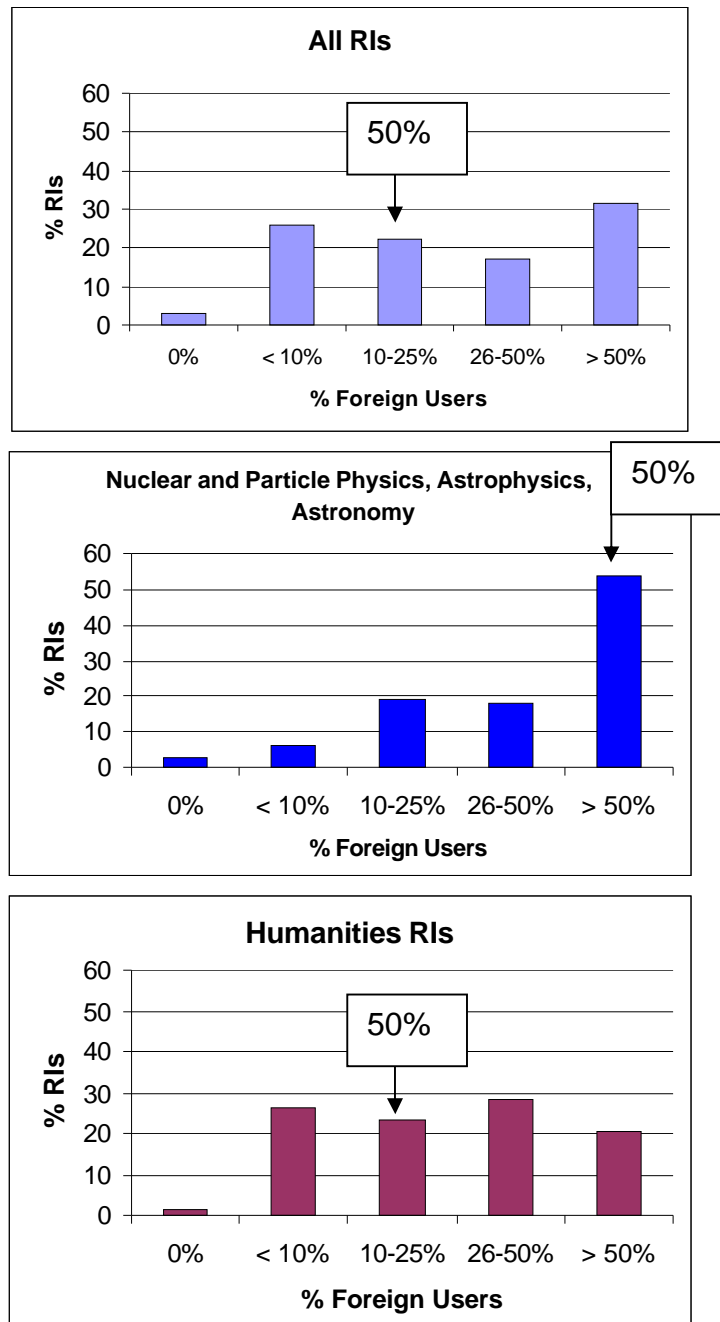 All RIs
60
50
40
30
20
10
0
% RIs
50%
0% < 10% 10-25% 26-50% > 50%
% Foreign Users
50%
Nuclear and Particle Physics, Astrophysics,
Astronomy
60
50
40
30
20
10
0
% RIs
0% < 10% 10-25% 26-50% > 50%
% Foreign Users
Humanities RIs
60
50
40
30
20
10
0
% RIs
50%
0% < 10% 10-25% 26-50% > 50%
% Foreign Users